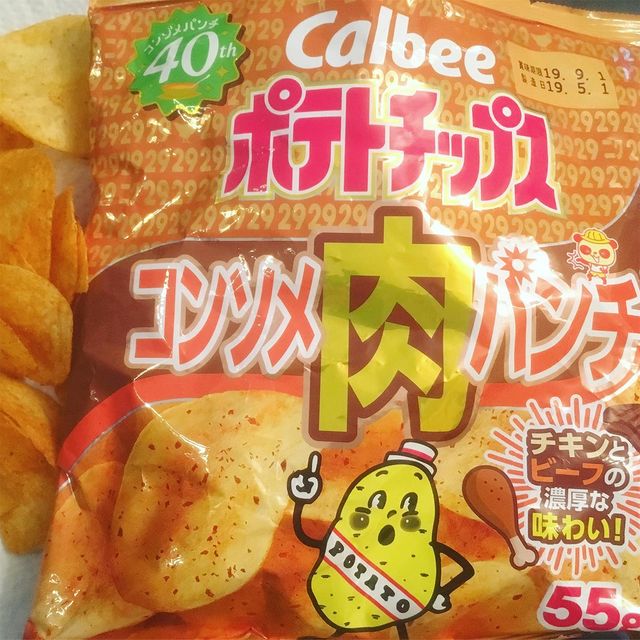 コンソメパンチ
40th
Calbee
賞味期限19.9.1
製造日19.5.1
ポテトチップス
コンソメ肉パンチ
チキンと
ビーフの
濃厚な
味わい!
POTATO
55g